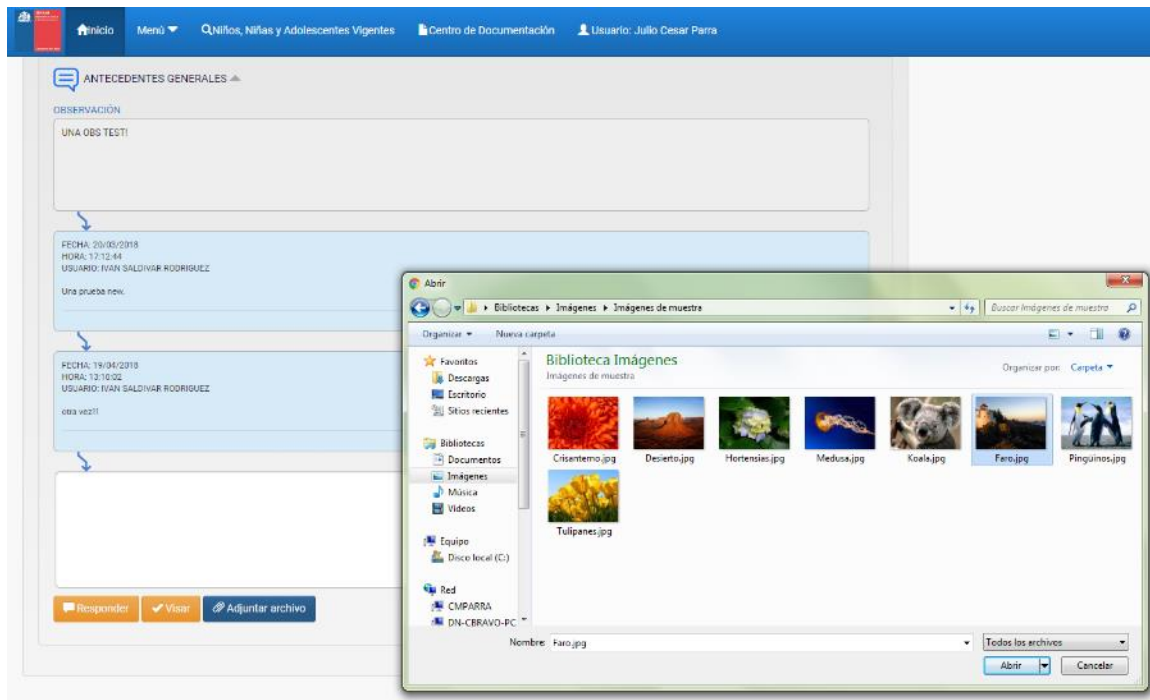 Inicio
Menú
Niños, Niñas y Adolescentes Vigentes
Centro de Documentación
Usuario: Julio Cesar Parra
ANTECEDENTES GENERALES
OBSERVACIÓN
UNA OBS TEST!
FECHA: 20/03/2018
HORA: 17:12:44
USUARIO: IVAN SALDIVAR RODRIGUEZ
Una prueba new.
FECHA: 19/04/2018
HORA: 13:16:02
USUARIO: IVAN SALDIVAR RODRIGUEZ
otra vez!!
Responder
Visar
Adjuntar archivo
Abrir
Bibliotecas
Imágenes
Imágenes de muestra
Buscar Imágenes de muestra
Organizar
Nueva carpeta
Favoritos
Descargas
Escritorio
Sitios recientes
Bibliotecas
Documentos
Imágenes
Música
Videos
Equipo
Disco local (C:)
Red
CMPARRA
DN-CBRAVO-PC
Biblioteca Imágenes
Imágenes de muestra
Organizar por: Carpeta
Crisantemo.jpg
Desierto.jpg
Hortensias.jpg
Medusa.jpg
Koala.jpg
Faro.jpg
Pingüinos.jpg
Tulipanes.jpg
Nombre: Faro.jpg
Todos los archivos
Abrir
Cancelar